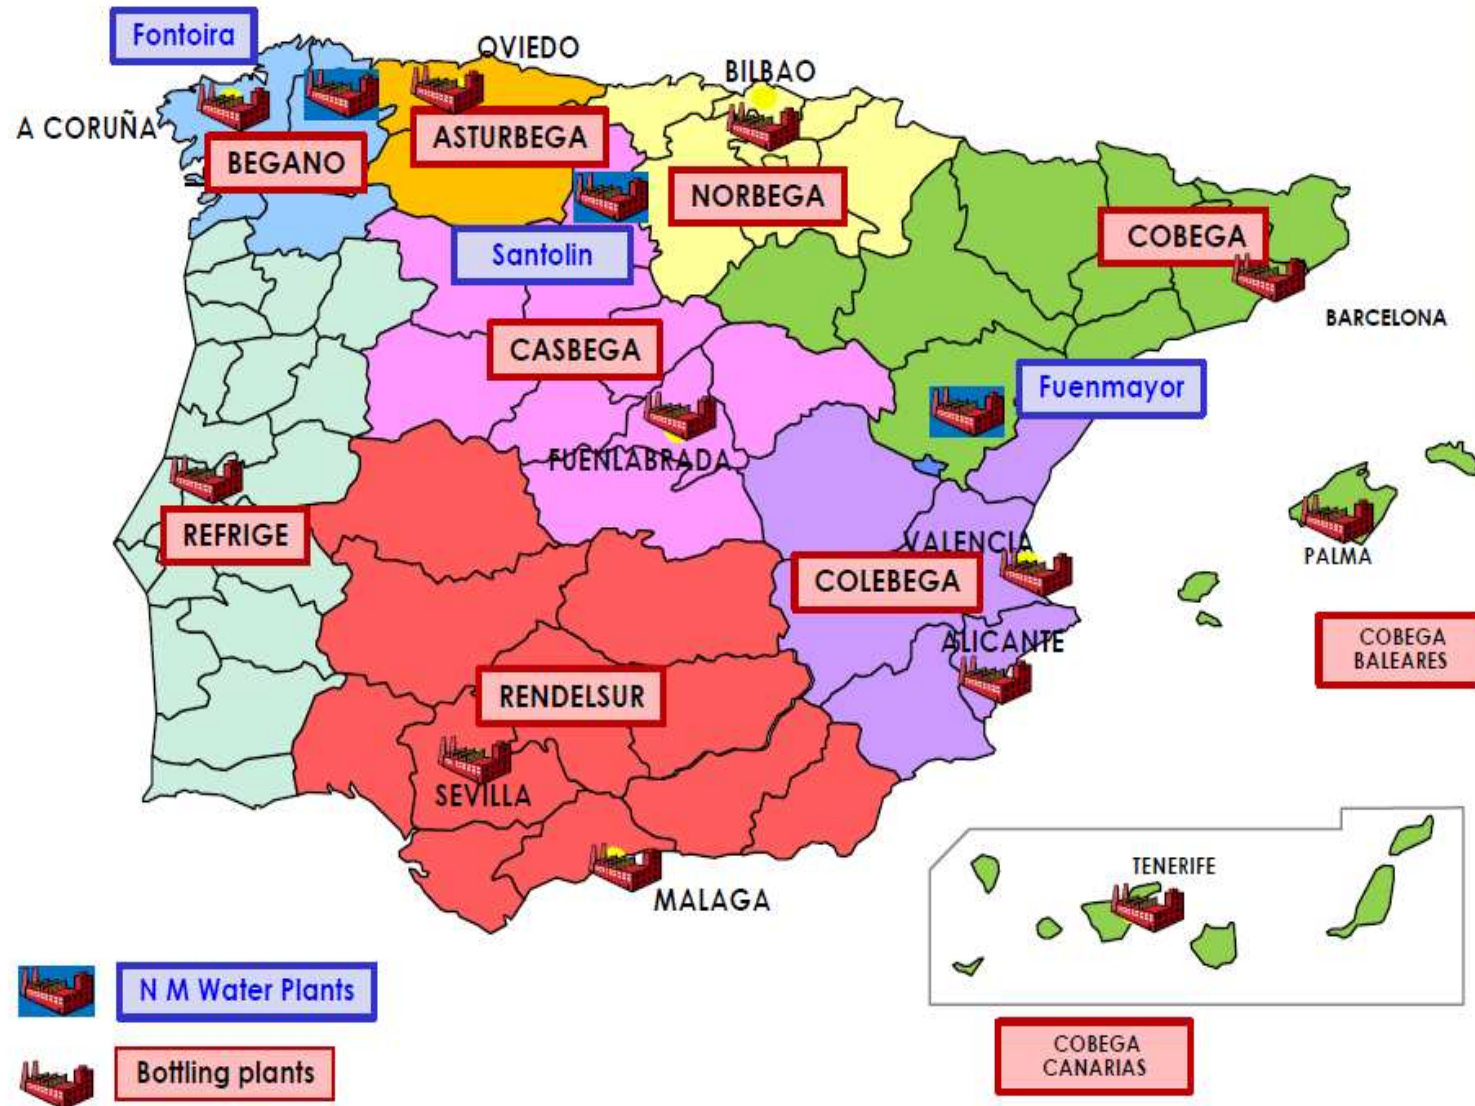 Fontoira
OVIEDO
BILBAO
A CORUÑA
ASTURBEGA
BEGANO
NORBEGA
COBEGA
Santolin
BARCELONA
CASBEGA
Fuenmayor
FUENLABRADA
REFRIGE
VALENCIA
PALMA
COLEBEGA
ALICANTE
COBEGA
BALEARES
RENDELSUR
SEVILLA
MALAGA
TENERIFE
N M Water Plants
COBEGA
CANARIAS
Bottling plants